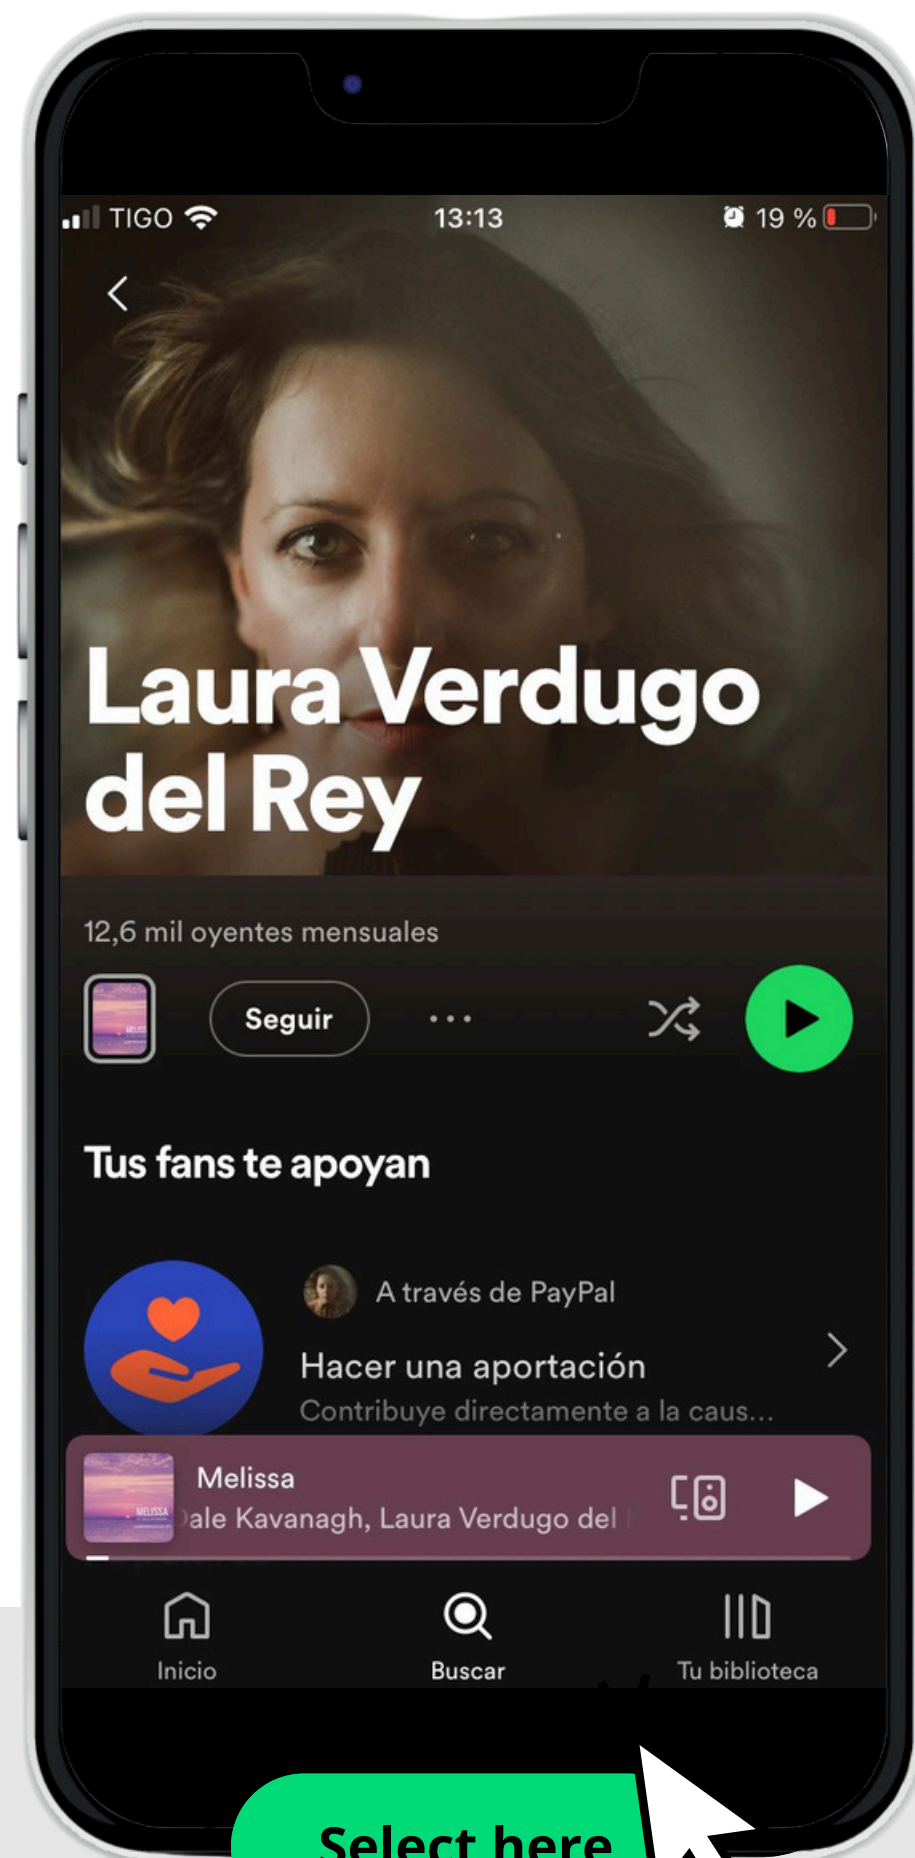 TIGO 13:13 19 %
Laura Verdugo
del Rey
12,6 mil oyentes mensuales
Seguir
Tus fans te apoyan
A través de PayPal
Hacer una aportación
Contribuye directamente a la caus...
MELISSA
Melissa
Dale Kavanagh, Laura Verdugo del
Inicio Buscar Tu biblioteca
Select here